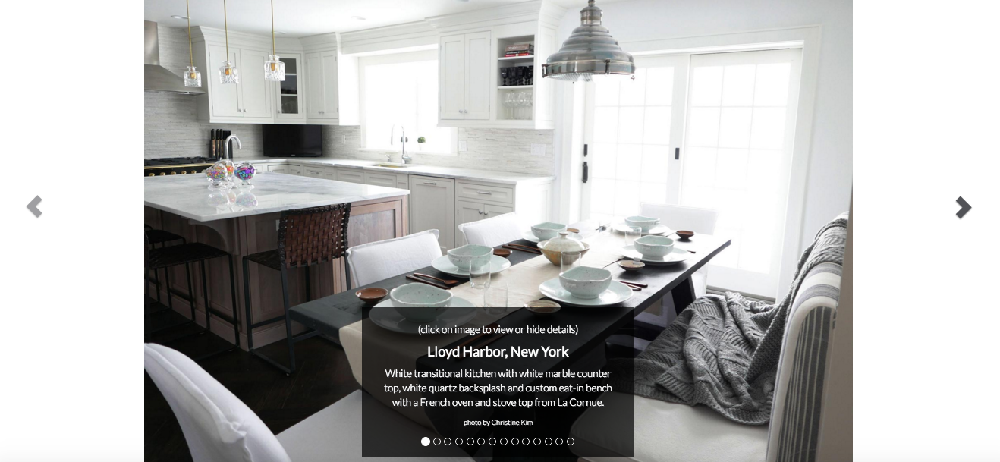 (click on image to view or hide details)
Lloyd Harbor, New York
White transitional kitchen with white marble counter
top, white quartz backsplash and custom eat-in bench
with a French oven and stove top from La Cornue.
photo by Christine Kim